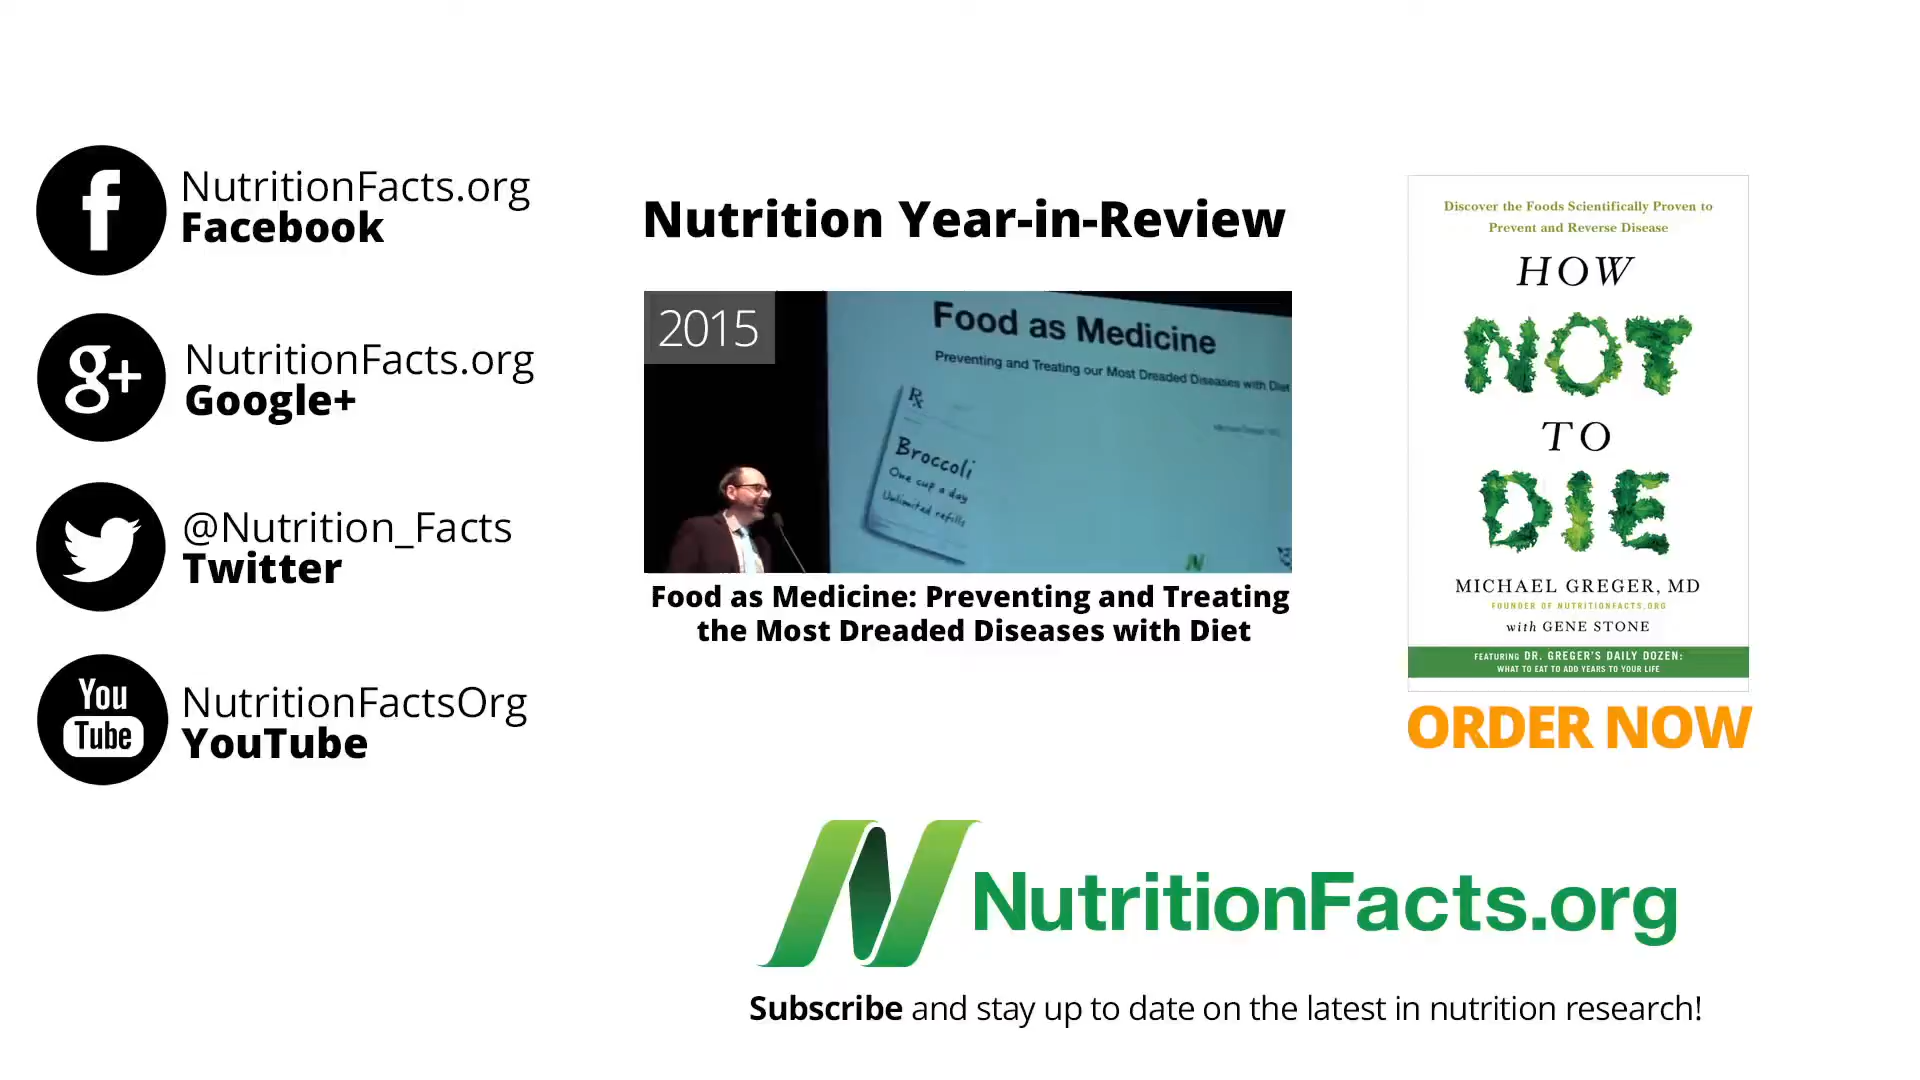 f
NutritionFacts.org
Facebook
g+
NutritionFacts.org
Google+
@Nutrition_Facts
Twitter
You
Tube
NutritionFactsOrg
YouTube
Nutrition Year-in-Review
2015
Food as Medicine
Preventing and Treating our Most Dreaded Diseases with Diet
Rx
Broccoli
One cup a day
Unlimited refills
Food as Medicine: Preventing and Treating
the Most Dreaded Diseases with Diet
Discover the Foods Scientifically Proven to
Prevent and Reverse Disease
HOW
NOT
TO
DIE
MICHAEL GREGER, MD
FOUNDER OF NUTRITIONFACTS.ORG
with GENE STONE
FEATURING DR. GREGER'S DAILY DOZEN:
WHAT TO EAT TO ADD YEARS TO YOUR LIFE
ORDER NOW
NutritionFacts.org
Subscribe and stay up to date on the latest in nutrition research!